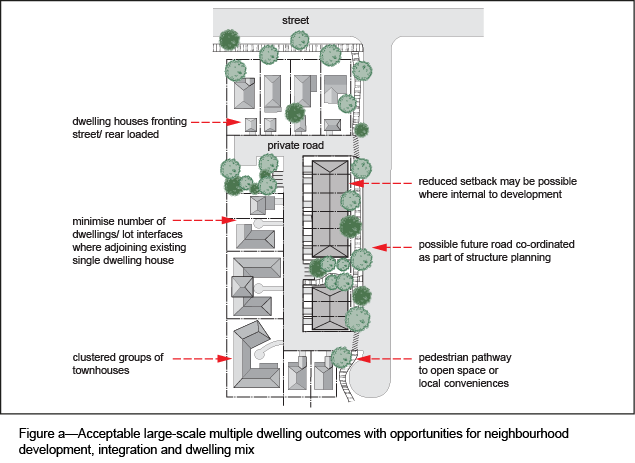 street
dwelling houses fronting
street/ rear loaded
private road
reduced setback may be possible
where internal to development
minimise number of
dwellings/ lot interfaces
where adjoining existing
single dwelling house
possible future road co-ordinated
as part of structure planning
clustered groups of
townhouses
pedestrian pathway
to open space or
local conveniences
Figure a—Acceptable large-scale multiple dwelling outcomes with opportunities for neighbourhood
development, integration and dwelling mix